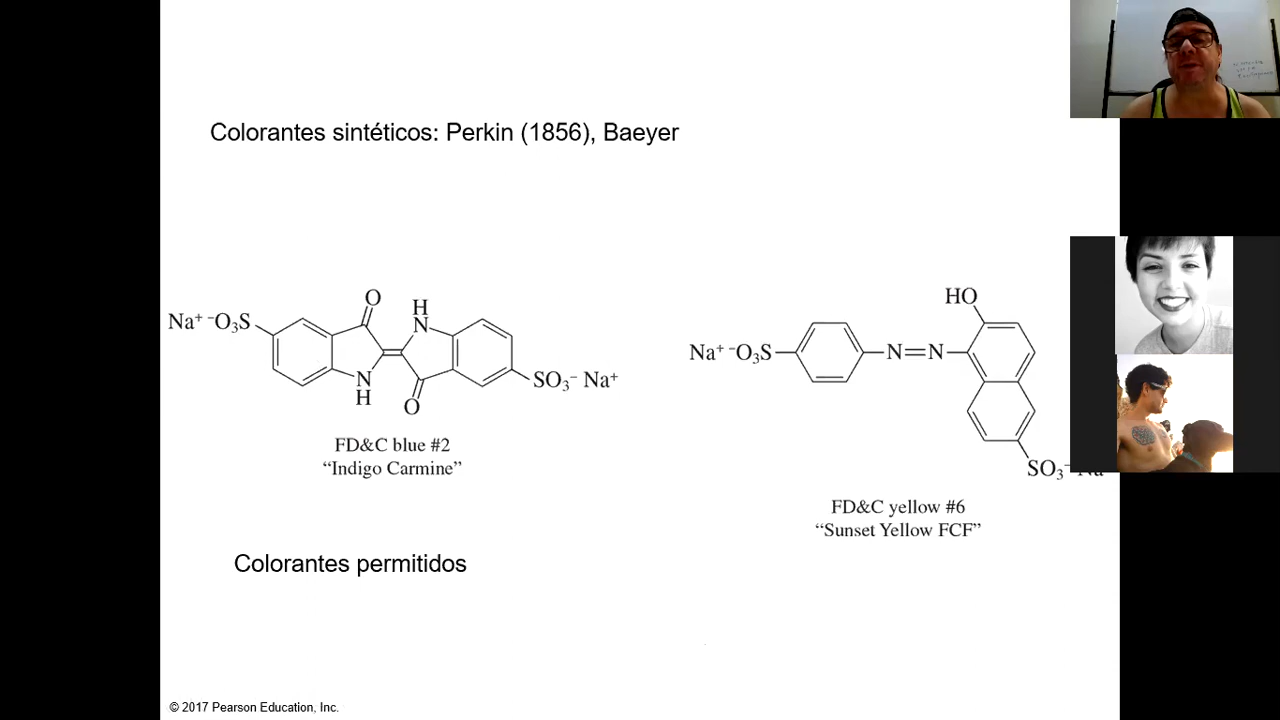 Colorantes sintéticos: Perkin (1856), Baeyer
O
H
N
Na⁺ ⁻O₃S
N
H
O
SO₃⁻ Na⁺
FD&C blue #2
“Indigo Carmine”
HO
Na⁺ ⁻O₃S
N=N
SO₃⁻
FD&C yellow #6
“Sunset Yellow FCF”
Colorantes permitidos
© 2017 Pearson Education, Inc.